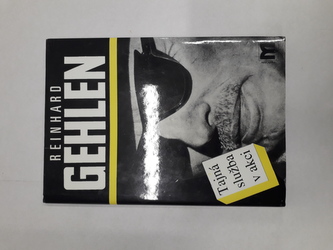 REINHARD
GEHLEN
Tajná
služba
v akci